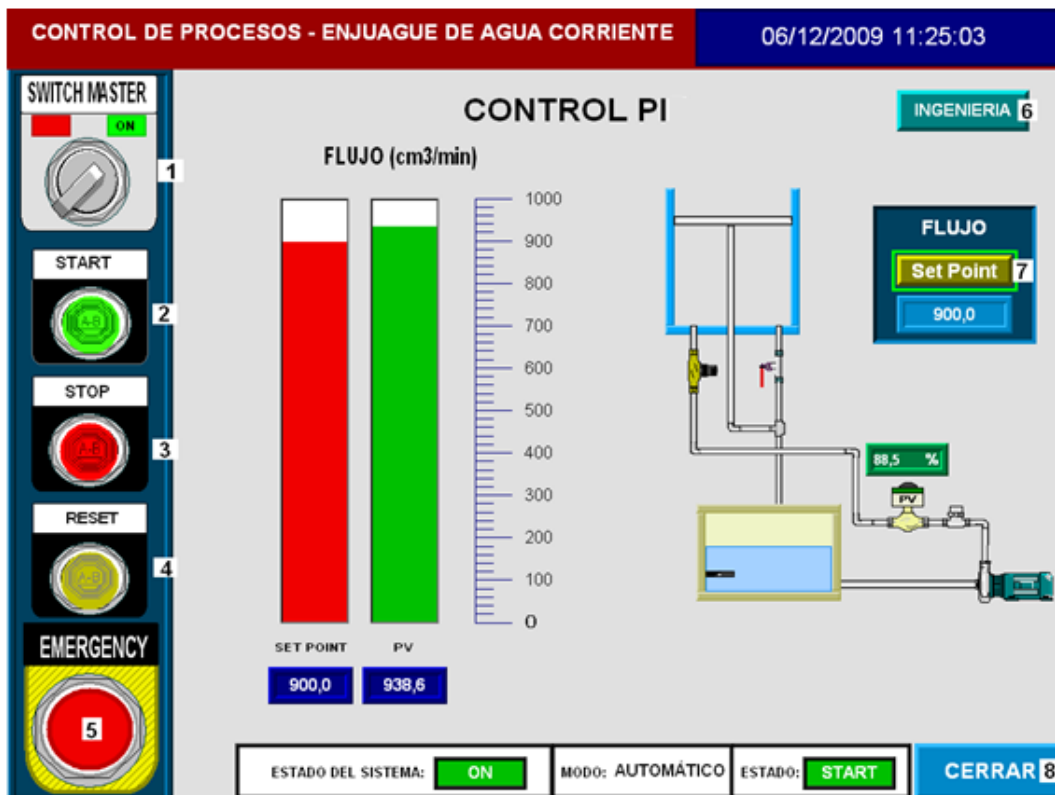 CONTROL DE PROCESOS - ENJUAGUE DE AGUA CORRIENTE
06/12/2009 11:25:03
SWITCH MASTER
ON
1
START
A-B
2
STOP
A-B
3
RESET
A-B
4
EMERGENCY
5
CONTROL PI
INGENIERIA 6
FLUJO (cm3/min)
1000
900
800
700
600
500
400
300
200
100
0
SET POINT
PV
900,0
938,6
FLUJO
Set Point 7
900,0
88,5 %
PV
ESTADO DEL SISTEMA: ON
MODO: AUTOMÁTICO
ESTADO: START
CERRAR 8